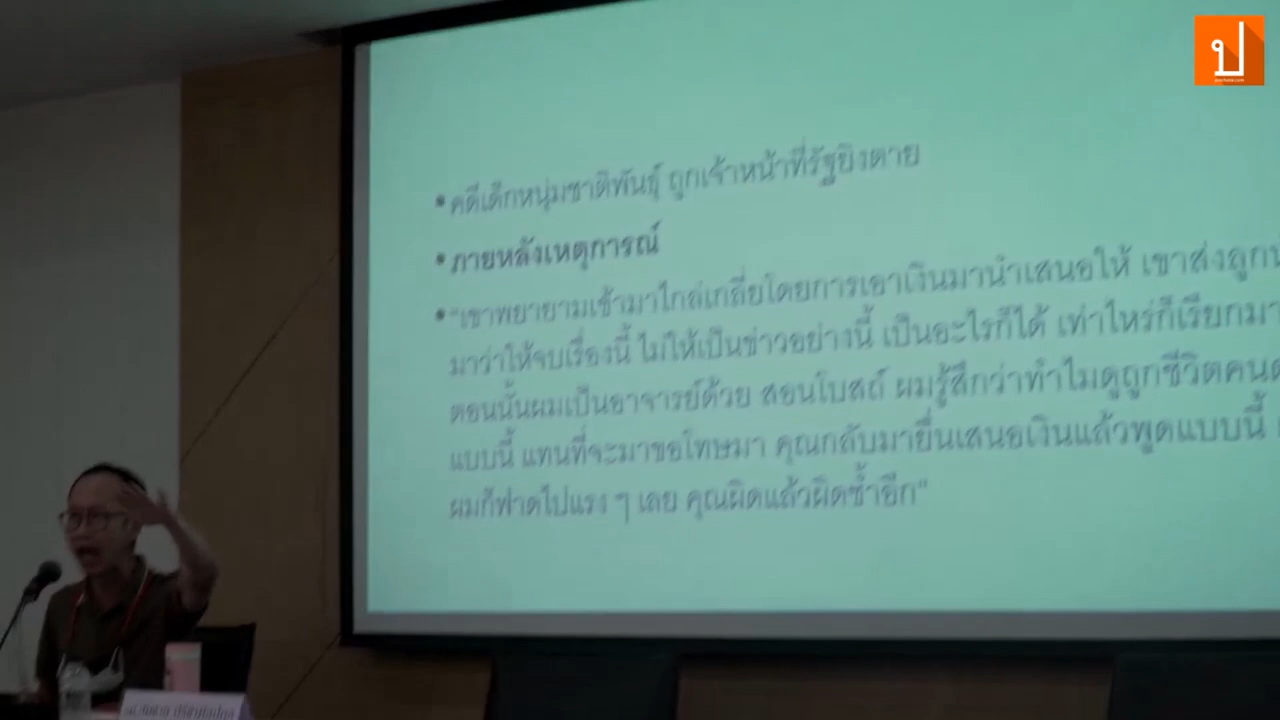 ป
• คดีเด็กหนุ่มชาติพันธุ์ ถูกเจ้าหน้าที่รัฐยิงตาย
• ภายหลังเหตุการณ์
• "เขาพยายามเข้ามาไกล่เกลี่ยโดยการเอาเงินมานำเสนอให้ เขาส่งลูกน
มาว่าให้จบเรื่องนี้ ไม่ให้เป็นข่าวอย่างนี้ เป็นอะไรก็ได้ เท่าไหร่ก็เรียกมา
ตอนนั้นผมเป็นอาจารย์ด้วย สอนโบสถ์ ผมรู้สึกว่าทำไมดูถูกชีวิตคน
แบบนี้ แทนที่จะมาขอโทษมา คุณกลับมายื่นเสนอเงินแล้วพูดแบบนี้
ผมก็ฟาดไปแรง ๆ เลย คุณผิดแล้วผิดซ้ำอีก"